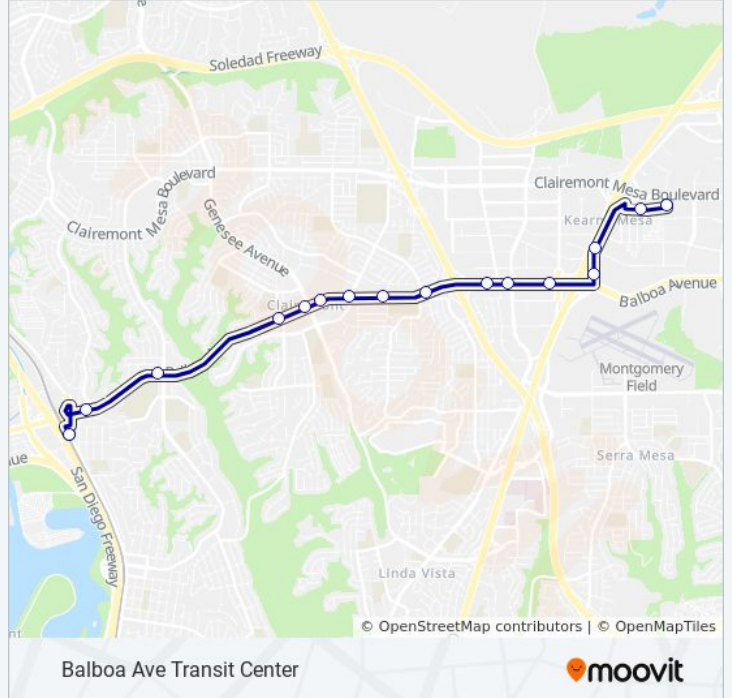 Soledad Freeway
Clairemont Mesa Boulevard
Clairemont
Mesa Boulevard
Kearny Mesa
Genesee Avenue
Balboa Avenue
Montgomery
Field
Serra Mesa
San Diego Freeway
Linda Vista
© OpenStreetMap contributors | © OpenMapTiles
Balboa Ave Transit Center
moovit